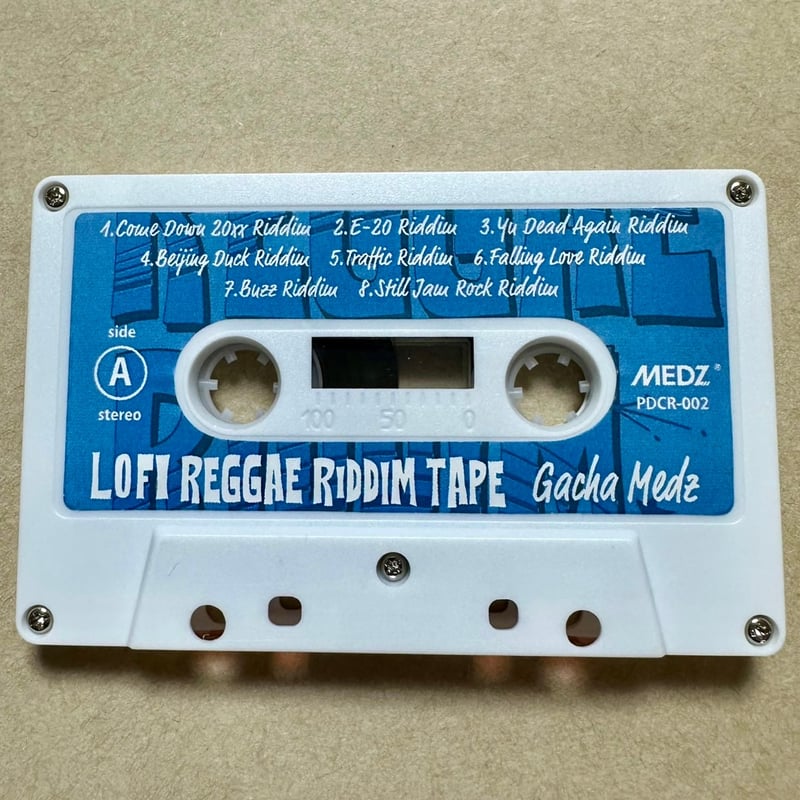 1.Come Down 20xx Riddim 2.E-20 Riddim 3.Yu Dead Again Riddim
4.Beijing Duck Riddim 5.Traffic Riddim 6.Falling Love Riddim
7.Buzz Riddim 8.Still Jam Rock Riddim
side
A
stereo
100 50 0
MEDZ®
PDCR-002
LOFI REGGAE RIDDIM TAPE Gacha Medz